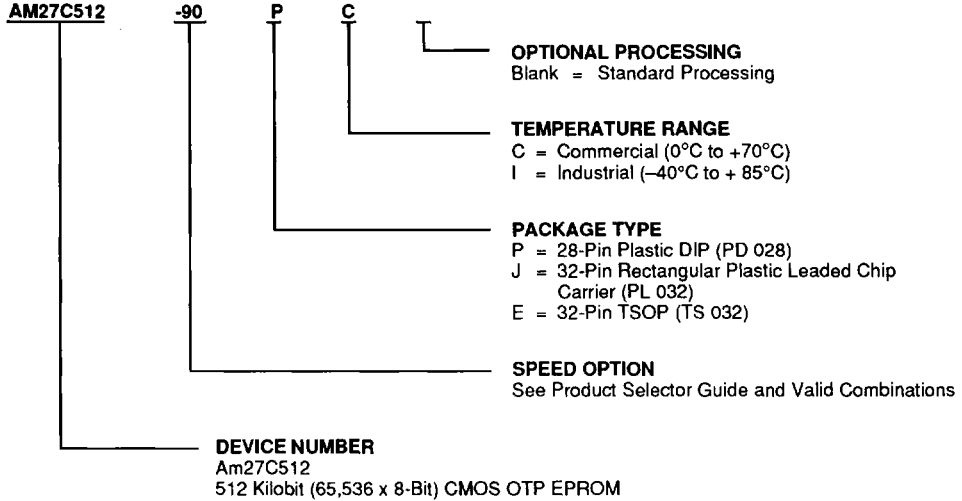 AM27C512 -90 P C
OPTIONAL PROCESSING
Blank = Standard Processing
TEMPERATURE RANGE
C = Commercial (0°C to +70°C)
I = Industrial (–40°C to + 85°C)
PACKAGE TYPE
P = 28-Pin Plastic DIP (PD 028)
J = 32-Pin Rectangular Plastic Leaded Chip
Carrier (PL 032)
E = 32-Pin TSOP (TS 032)
SPEED OPTION
See Product Selector Guide and Valid Combinations
DEVICE NUMBER
Am27C512
512 Kilobit (65,536 x 8-Bit) CMOS OTP EPROM